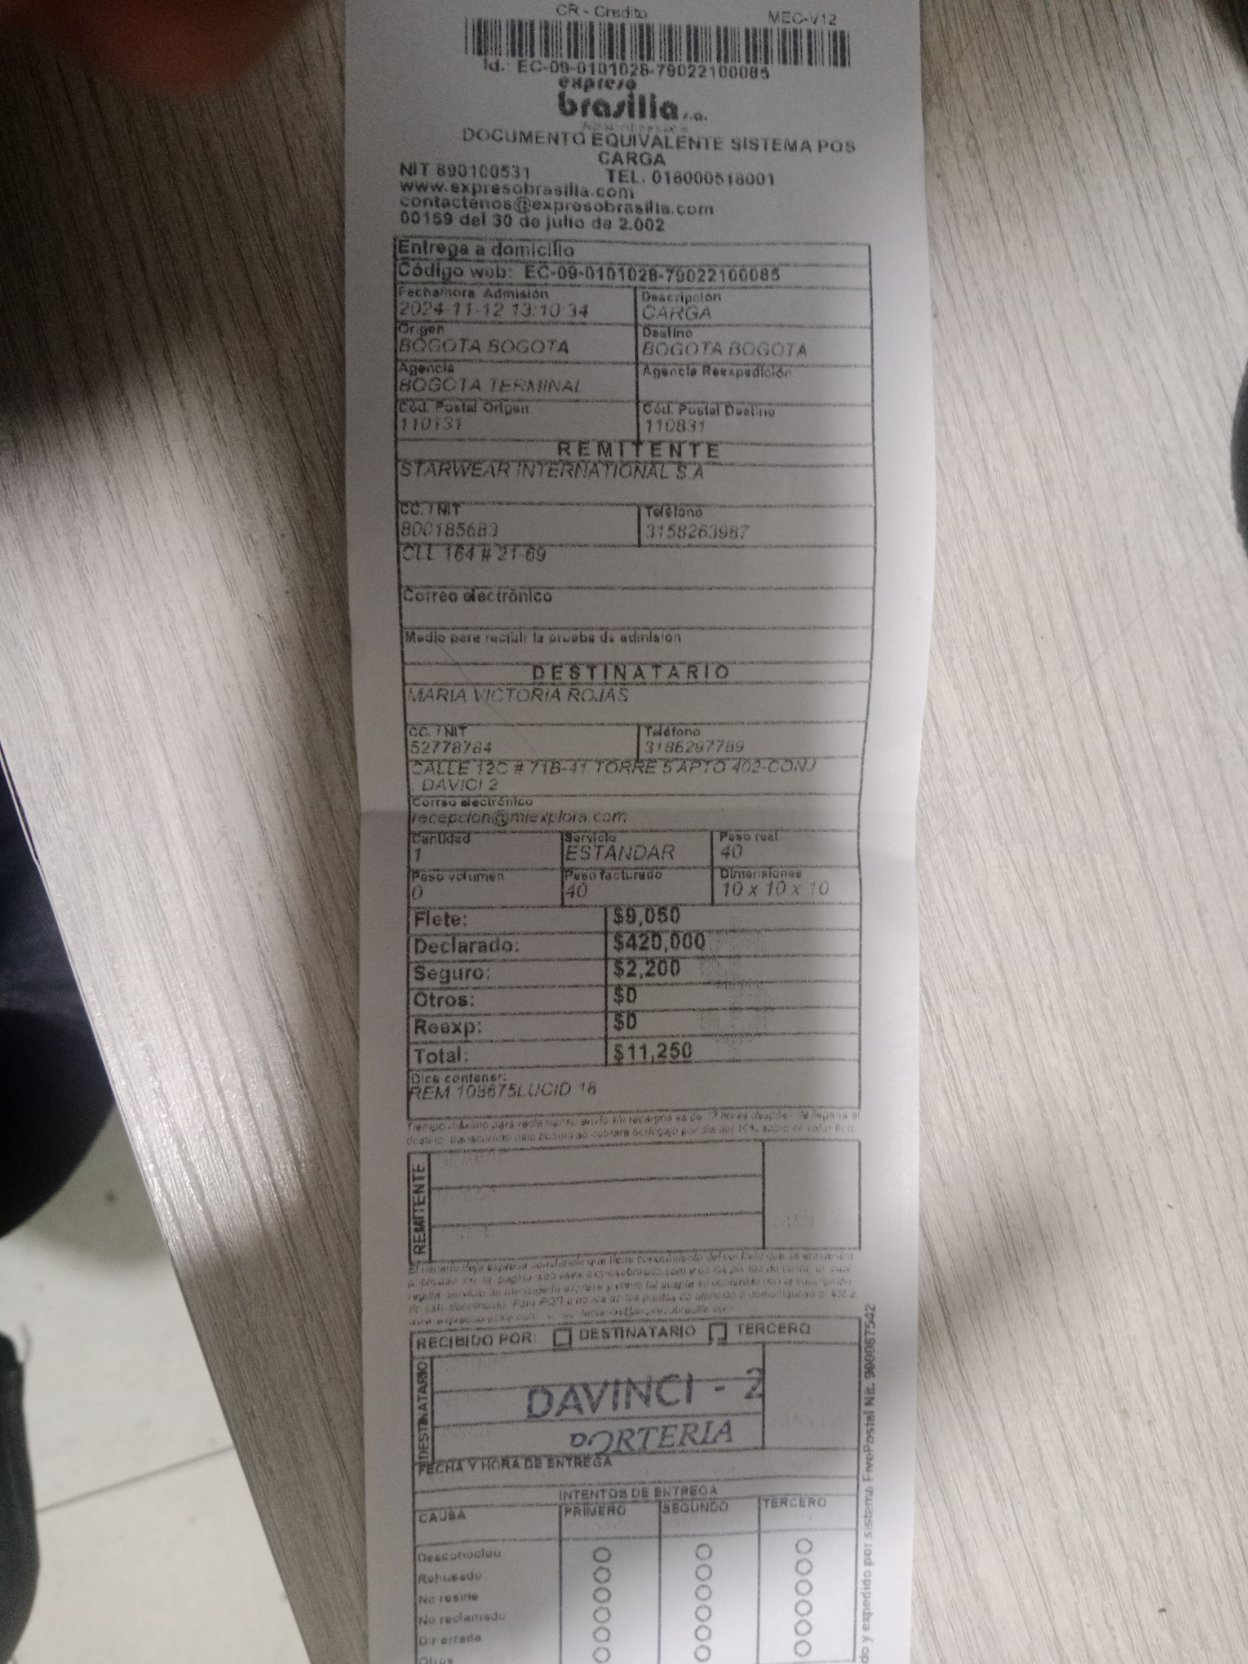 CR - Credito MEC-V12
Id.: EC-09-0101028-79022100085
expreso
brasilia s.a.
DOCUMENTO EQUIVALENTE SISTEMA POS
CARGA
NIT 890100531 TEL. 018000518001
www.expresobrasilia.com
contactenos@expresobrasilia.com
00159 del 30 de julio de 2.002
Entrega a domicilio
Código web: EC-09-0101028-79022100085
Fecha/hora Admisión Descripción
2024-11-12 13:10:34 CARGA
Origen Destino
BOGOTA BOGOTA BOGOTA BOGOTA
Agencia Agencia Reexpedición
BOGOTA TERMINAL
Cód. Postal Origen Cód. Postal Destino
110131 110831
REMITENTE
STARWEAR INTERNATIONAL S.A
CC. / NIT Teléfono
800185683 3158263987
CLL 164 # 21 69
Correo electrónico
Medio para recibir la prueba de admisión
DESTINATARIO
MARIA VICTORIA ROJAS
CC. / NIT Teléfono
52778764 3186297789
CALLE 12C # 71B-41 TORRE 5 APTO 402-CONJ
DAVICI 2
Correo electrónico
recepcion@miexplora.com
Cantidad Servicio Peso real
1 ESTANDAR 40
Peso volumen Peso facturado Dimensiones
0 40 10 x 10 x 10
Flete: $9,050
Declarado: $420,000
Seguro: $2,200
Otros: $0
Reexp: $0
Total: $11,250
Dice contener:
REM 108675LUCID 18
REMITENTE
RECIBIDO POR: DESTINATARIO TERCERO
DESTINATARIO
DAVINCI - 2
PORTERIA
FECHA Y HORA DE ENTREGA
INTENTOS DE ENTREGA
CAUSA PRIMERO SEGUNDO TERCERO
Desconocido
Rehusado
No reside
No reclamado
Dir errada
Otros
do y expedido por sistema FivePostal Nit. 900087542